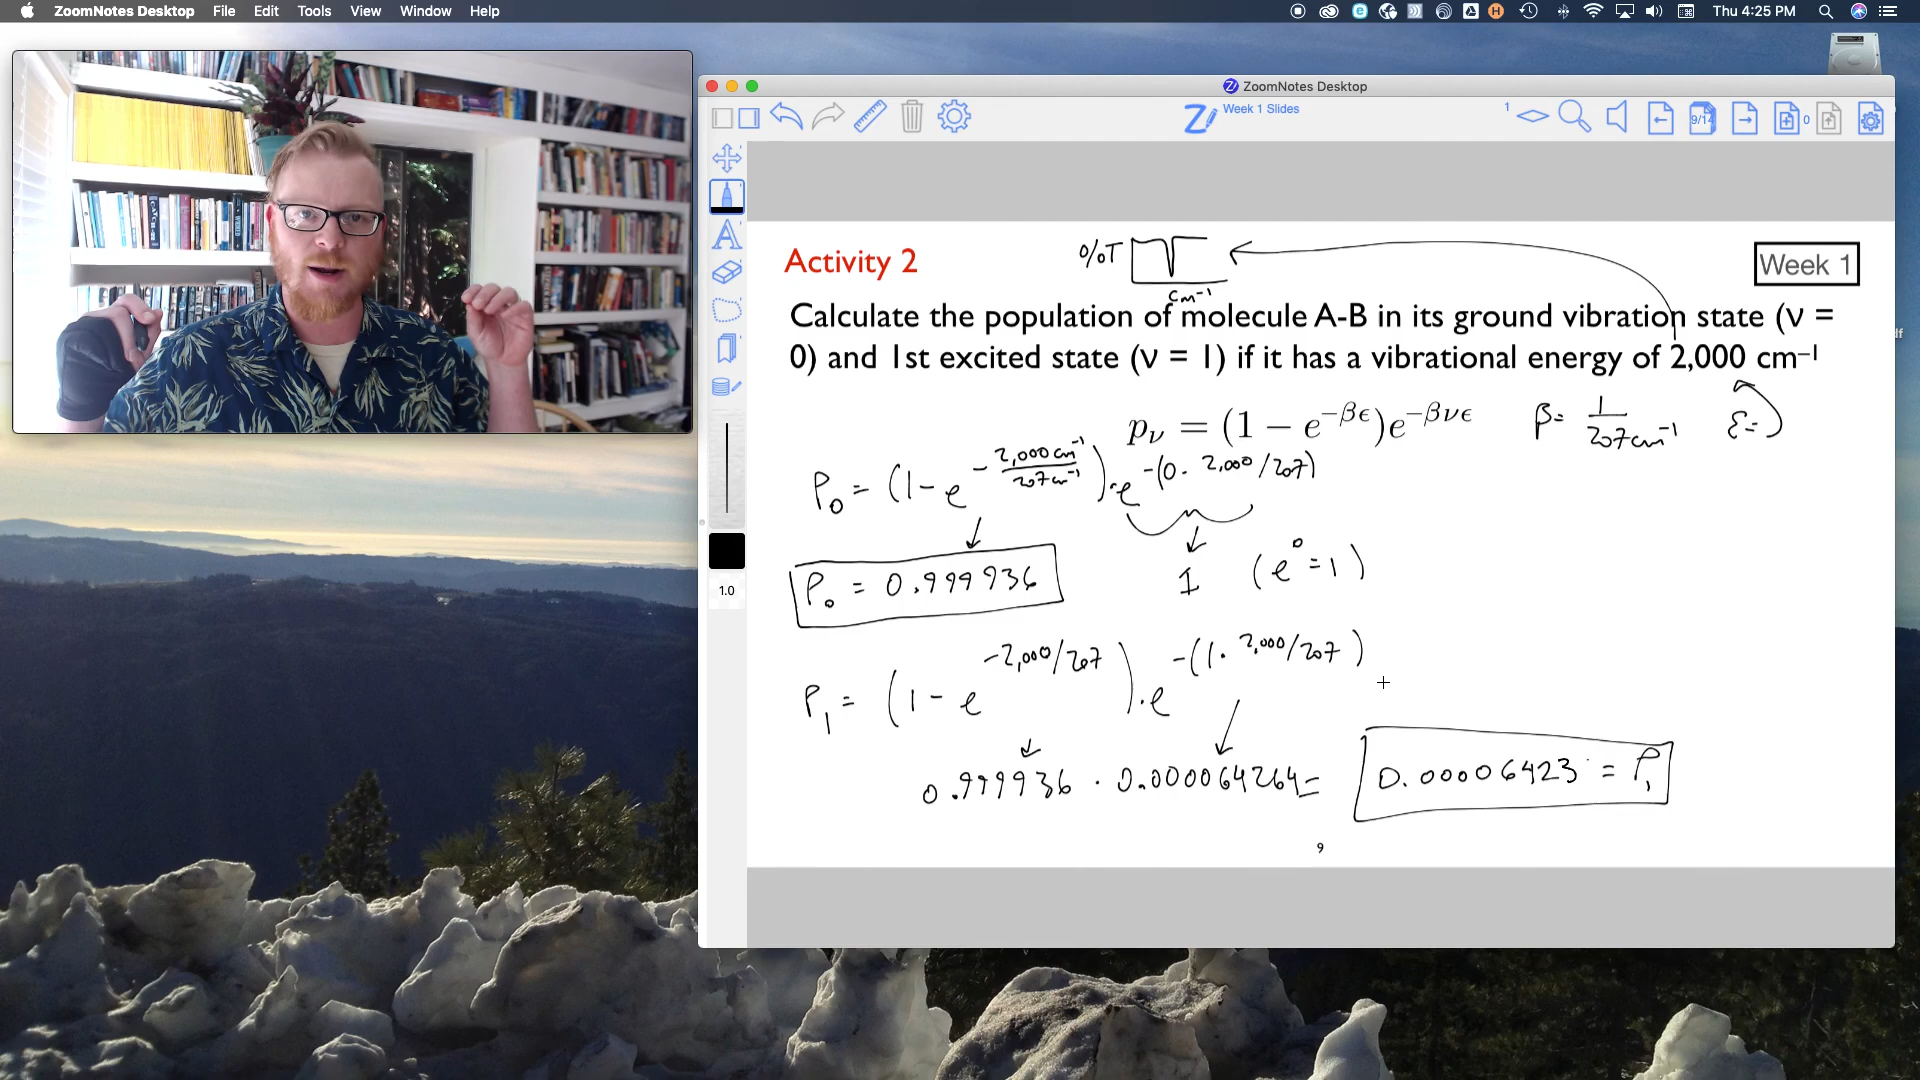 ZoomNotes Desktop File Edit Tools View Window Help Thu 4:25 PM
ZoomNotes Desktop
Week 1 Slides
1
9/14
0
1.0
Activity 2
%T
cm⁻¹
Week 1
Calculate the population of molecule A-B in its ground vibration state (ν =
0) and 1st excited state (ν = 1) if it has a vibrational energy of 2,000 cm⁻¹
pᵥ = (1 − e^−βϵ)e^−βνϵ
β= 1/207cm⁻¹
ε=
P₀ = (1 - e^-2,000 cm⁻¹/207cm⁻¹)·e^-(0·2,000/207)
P₀ = 0.999936
1 (e⁰=1)
P₁ = (1 - e^-2,000/207)·e^-(1·2,000/207)
0.999936 · 0.000064264= 0.00006423 = P₁